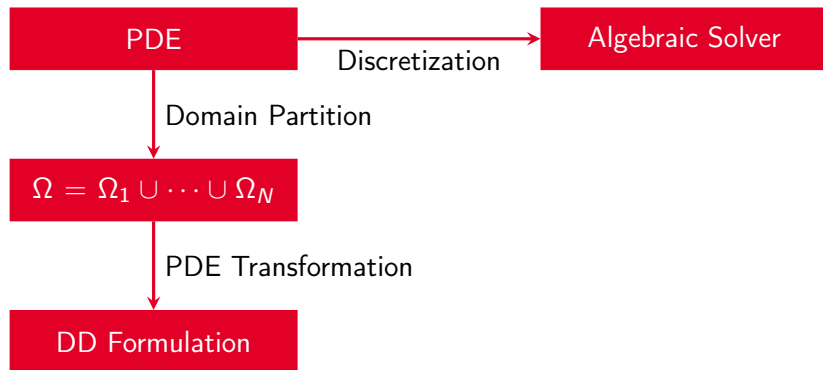 PDE
Algebraic Solver
Discretization
Domain Partition
Ω = Ω₁ ∪ ⋯ ∪ Ω_N
PDE Transformation
DD Formulation